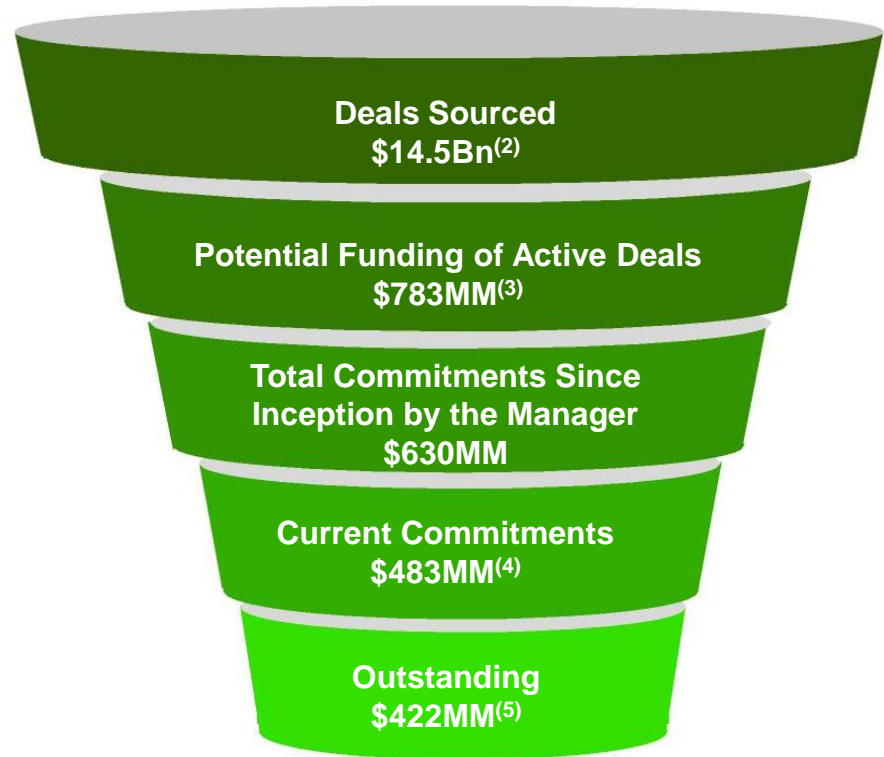 Deals Sourced
$14.5Bn(2)
Potential Funding of Active Deals
$783MM(3)
Total Commitments Since
Inception by the Manager
$630MM
Current Commitments
$483MM(4)
Outstanding
$422MM(5)